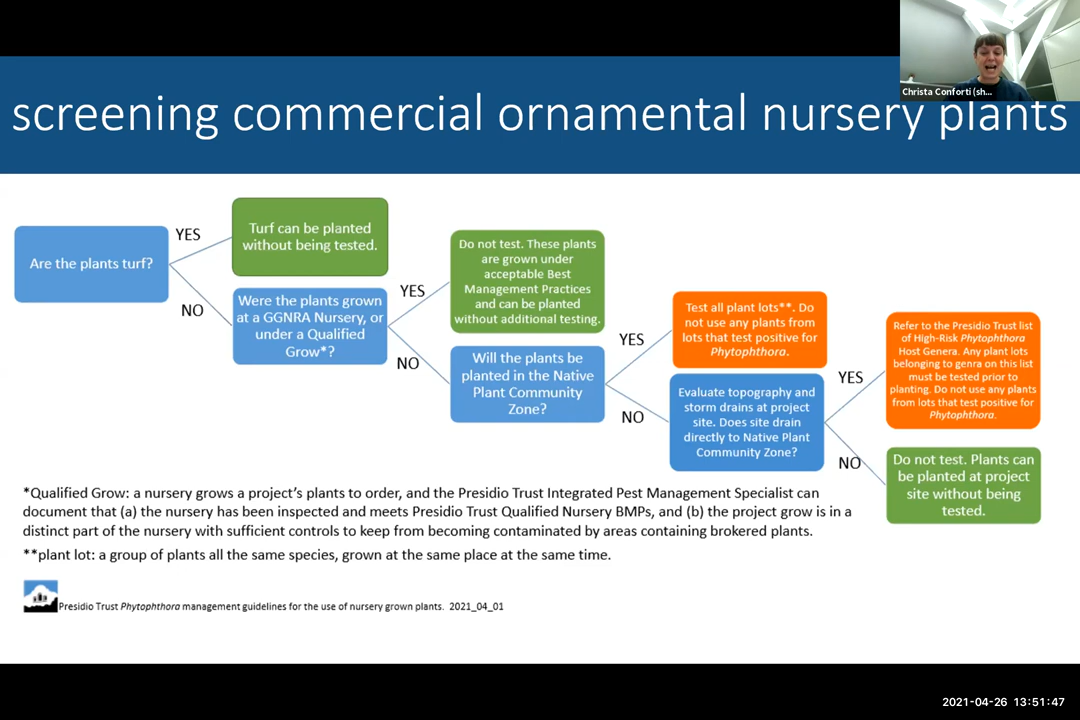 Christa Conforti (sh...
screening commercial ornamental nursery plants
Are the plants turf?
YES
NO
Turf can be planted
without being tested.
Were the plants grown
at a GGNRA Nursery, or
under a Qualified
Grow*?
YES
NO
Do not test. These plants
are grown under
acceptable Best
Management Practices
and can be planted
without additional testing.
Will the plants be
planted in the Native
Plant Community
Zone?
YES
NO
Test all plant lots**. Do
not use any plants from
lots that test positive for
Phytophthora.
Evaluate topography and
storm drains at project
site. Does site drain
directly to Native Plant
Community Zone?
YES
NO
Refer to the Presidio Trust list
of High-Risk Phytophthora
Host Genera. Any plant lots
belonging to genra on this list
must be tested prior to
planting. Do not use any plants
from lots that test positive for
Phytophthora.
Do not test. Plants can
be planted at project
site without being
tested.
*Qualified Grow: a nursery grows a project's plants to order, and the Presidio Trust Integrated Pest Management Specialist can
document that (a) the nursery has been inspected and meets Presidio Trust Qualified Nursery BMPs, and (b) the project grow is in a
distinct part of the nursery with sufficient controls to keep from becoming contaminated by areas containing brokered plants.
**plant lot: a group of plants all the same species, grown at the same place at the same time.
Presidio Trust Phytophthora management guidelines for the use of nursery grown plants. 2021_04_01
2021-04-26 13:51:47